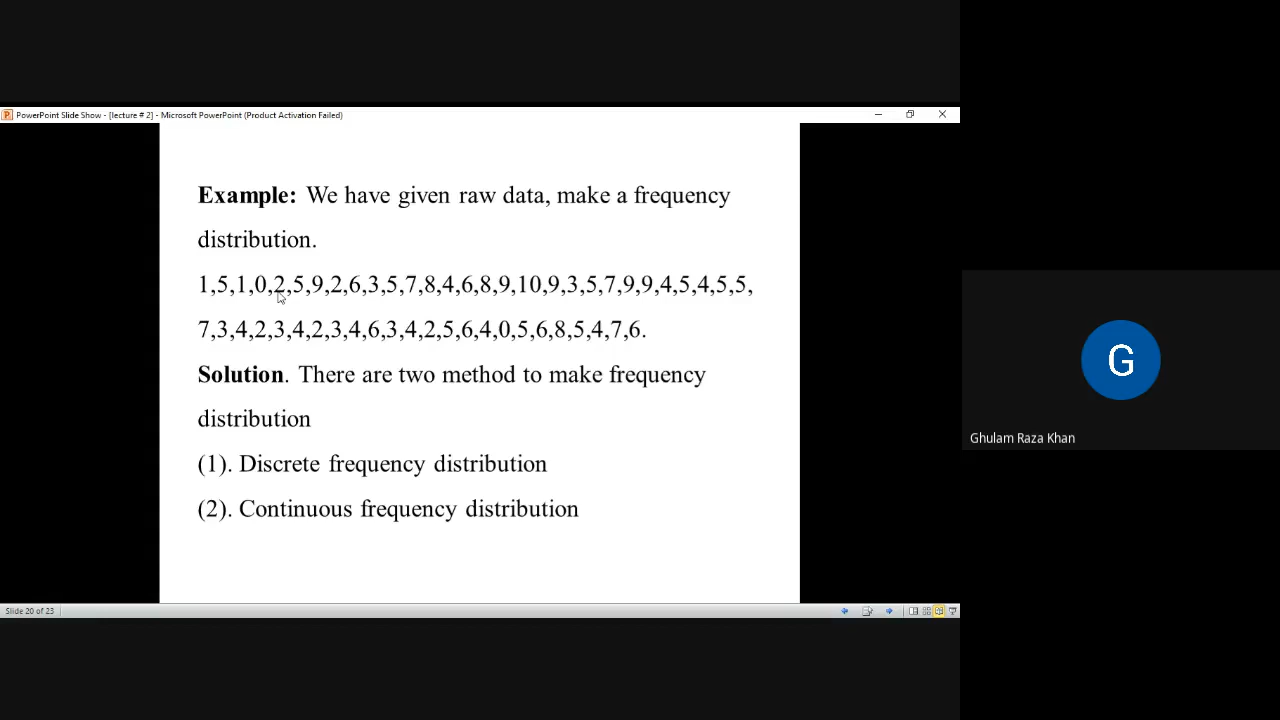 PowerPoint Slide Show - [lecture # 2] - Microsoft PowerPoint (Product Activation Failed)
Example: We have given raw data, make a frequency
distribution.
1,5,1,0,2,5,9,2,6,3,5,7,8,4,6,8,9,10,9,3,5,7,9,9,4,5,4,5,5,
7,3,4,2,3,4,2,3,4,6,3,4,2,5,6,4,0,5,6,8,5,4,7,6.
Solution. There are two method to make frequency
distribution
(1). Discrete frequency distribution
(2). Continuous frequency distribution
Slide 20 of 23
G
Ghulam Raza Khan